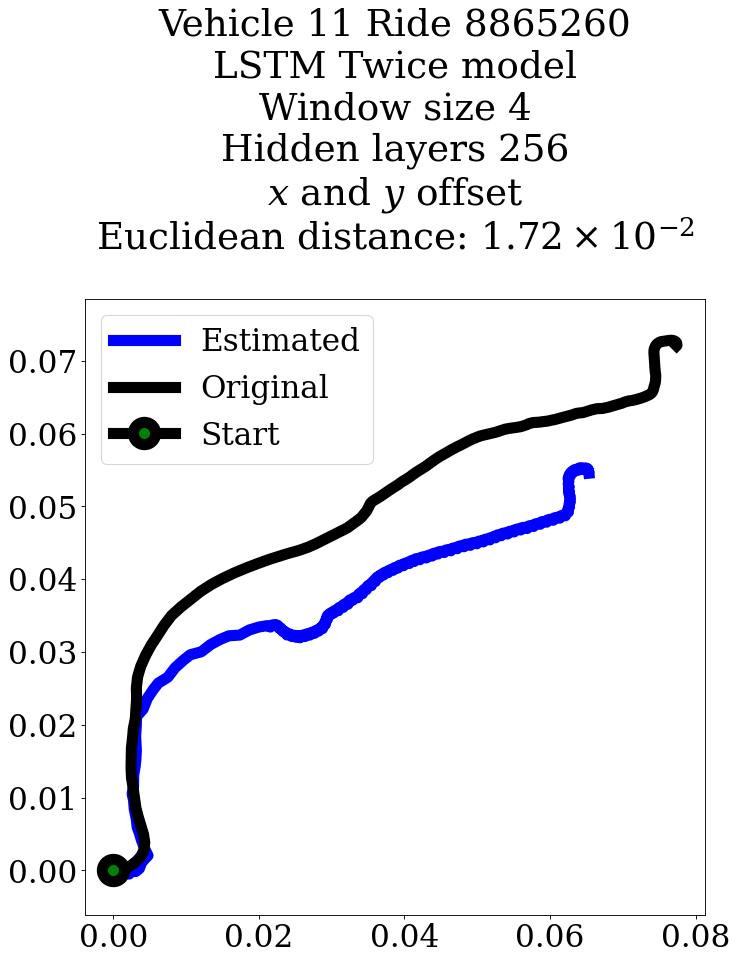 Vehicle 11 Ride 8865260
LSTM Twice model
Window size 4
Hidden layers 256
x and y offset
Euclidean distance: 1.72 × 10⁻²
Estimated
Original
Start
0.07
0.06
0.05
0.04
0.03
0.02
0.01
0.00
0.00 0.02 0.04 0.06 0.08